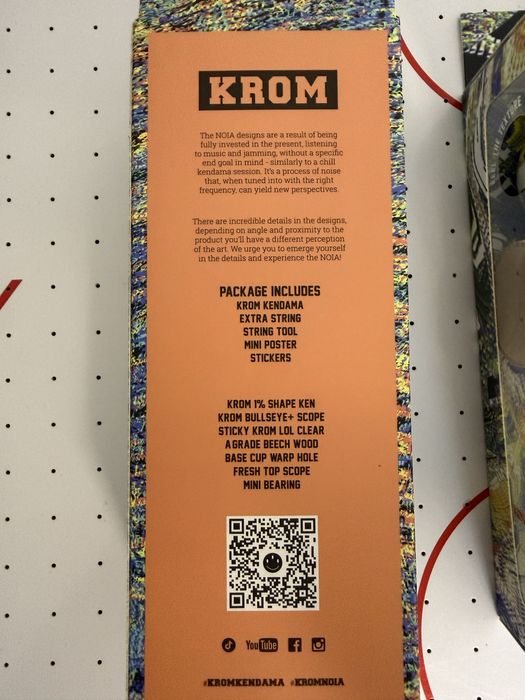 KROM
The NOIA designs are a result of being
fully invested in the present, listening
to music and jamming, without a specific
end goal in mind - similarly to a chill
kendama session. It's a process of noise
that, when tuned into with the right
frequency, can yield new perspectives.
There are incredible details in the designs,
depending on angle and proximity to the
product you'll have a different perception
of the art. We urge you to emerge yourself
in the details and experience the NOIA!
PACKAGE INCLUDES
KROM KENDAMA
EXTRA STRING
STRING TOOL
MINI POSTER
STICKERS
KROM 1% SHAPE KEN
KROM BULLSEYE+ SCOPE
STICKY KROM LOL CLEAR
A GRADE BEECH WOOD
BASE CUP WARP HOLE
FRESH TOP SCOPE
MINI BEARING
YouTube
#KROMKENDAMA #KROMNOIA